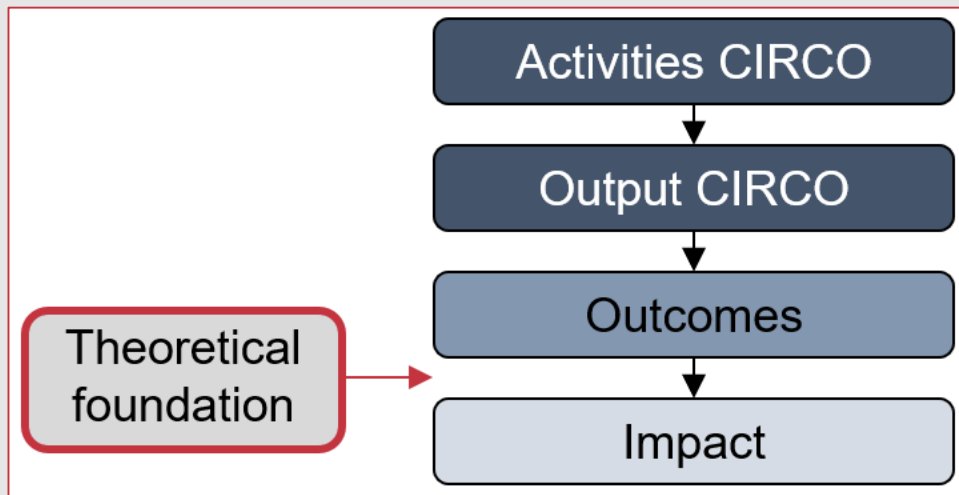 Activities CIRCO
Output CIRCO
Outcomes
Theoretical
foundation
Impact